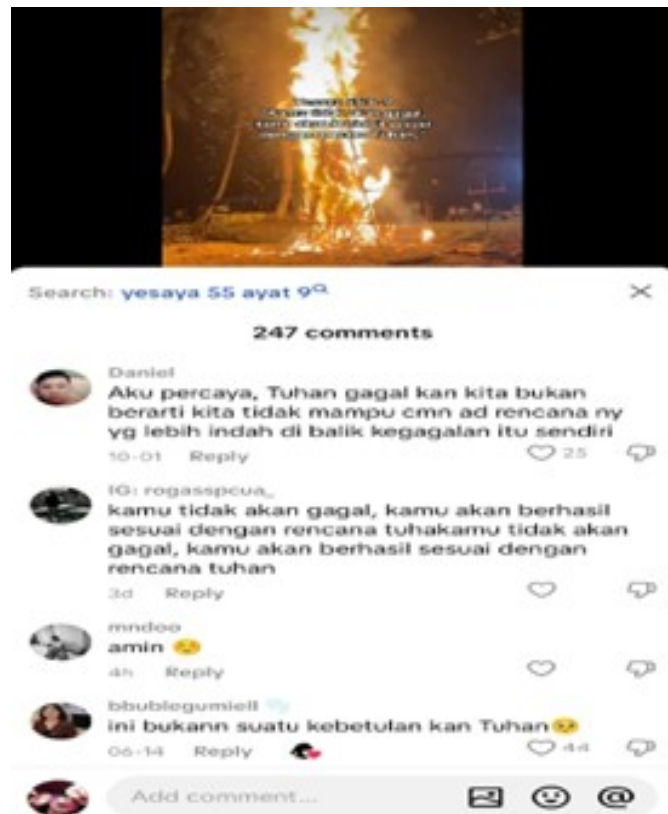 Search: yesaya 55 ayat 9
247 comments
Daniel
Aku percaya, Tuhan gagal kan kita bukan
berarti kita tidak mampu cmn ad rencana ny
yg lebih indah di balik kegagalan itu sendiri
10-01 Reply 25
IG: rogasspcua_
kamu tidak akan gagal, kamu akan berhasil
sesuai dengan rencana tuhakamu tidak akan
gagal, kamu akan berhasil sesuai dengan
rencana tuhan
3d Reply
mndoo
amin 🥺
4h Reply
bbublegumiell
ini bukann suatu kebetulan kan Tuhan🥺
06-14 Reply 44
Add comment...